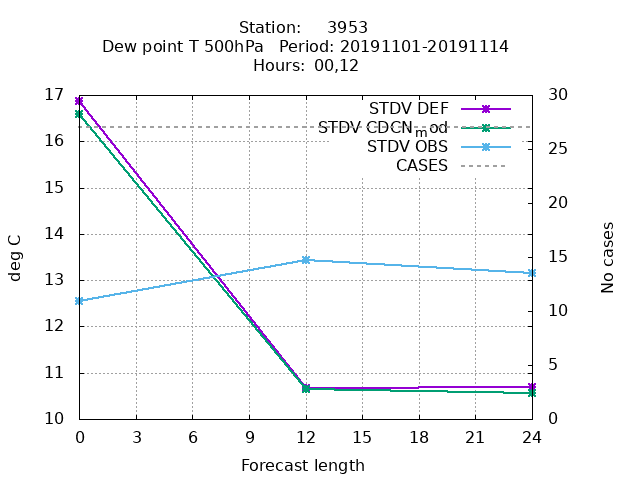 Station: 3953
Dew point T 500hPa Period: 20191101-20191114
Hours: 00,12
17
16
15
14
13
12
11
10
30
25
20
15
10
5
0
STDV DEF
STDV CDCNmod
STDV OBS
CASES
deg C
No cases
0 3 6 9 12 15 18 21 24
Forecast length